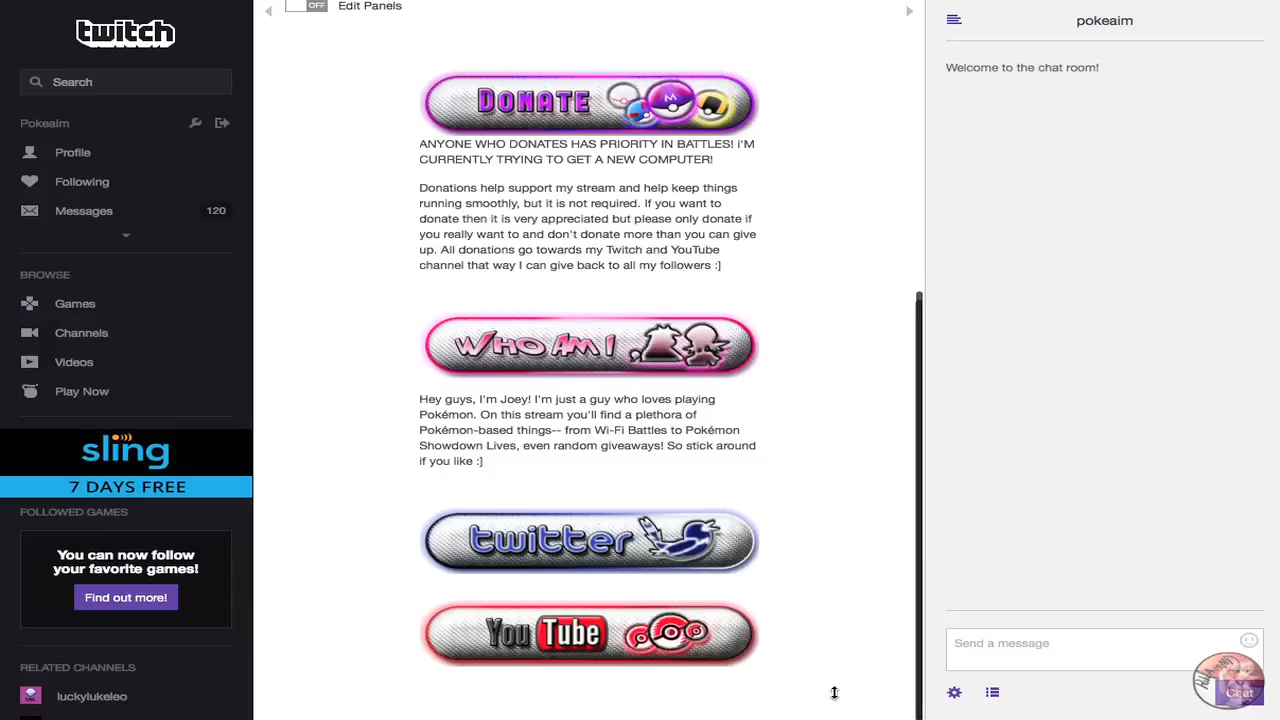 twitch
Search
Pokeaim
Profile
Following
Messages 120
BROWSE
Games
Channels
Videos
Play Now
sling
7 DAYS FREE
FOLLOWED GAMES
You can now follow
your favorite games!
Find out more!
RELATED CHANNELS
luckylukeleo
OFF Edit Panels
DONATE
M
ANYONE WHO DONATES HAS PRIORITY IN BATTLES! i'M
CURRENTLY TRYING TO GET A NEW COMPUTER!
Donations help support my stream and help keep things
running smoothly, but it is not required. If you want to
donate then it is very appreciated but please only donate if
you really want to and don't donate more than you can give
up. All donations go towards my Twitch and YouTube
channel that way I can give back to all my followers :]
WHO AM I
Hey guys, I'm Joey! I'm just a guy who loves playing
Pokémon. On this stream you'll find a plethora of
Pokémon-based things-- from Wi-Fi Battles to Pokémon
Showdown Lives, even random giveaways! So stick around
if you like :]
twitter
YouTube
pokeaim
Welcome to the chat room!
Send a message
Chat